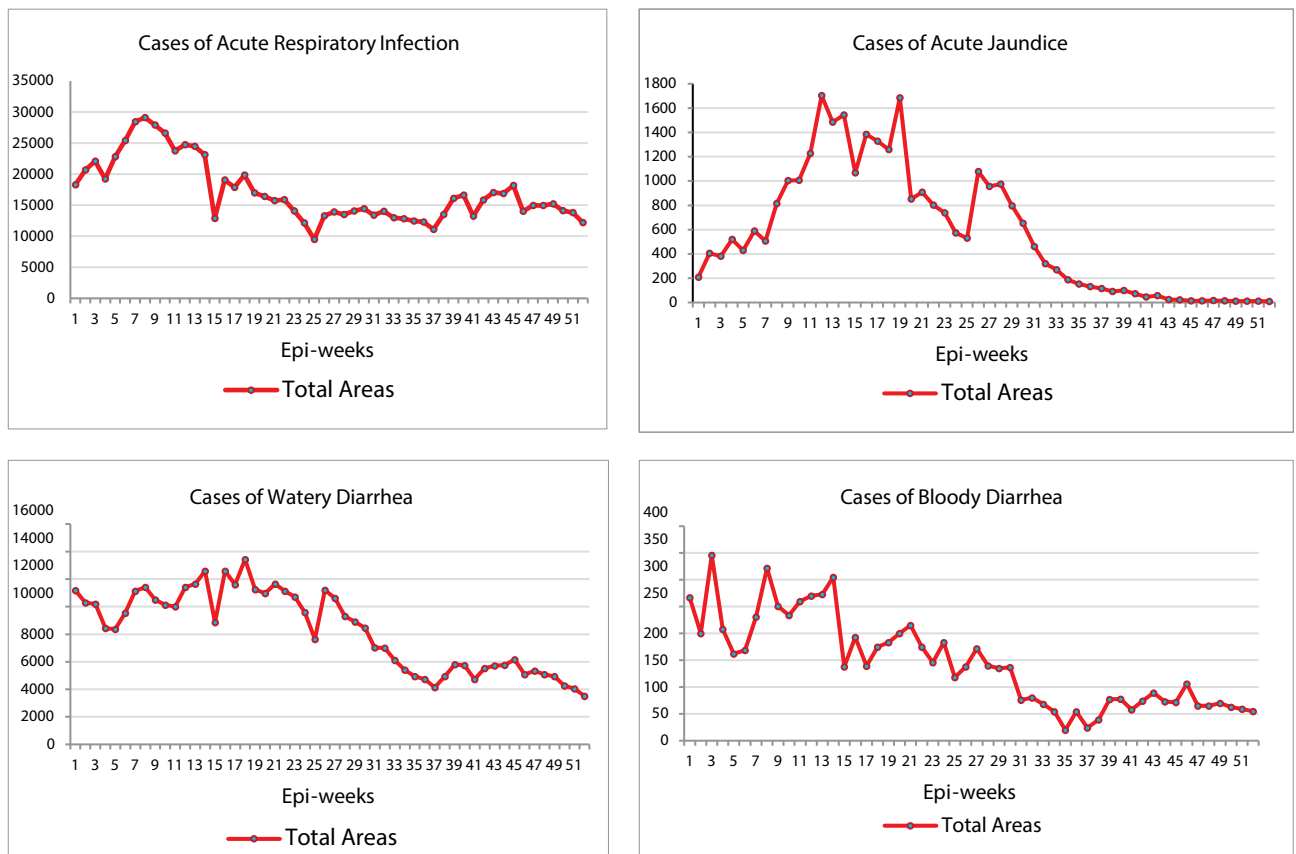 Cases of Acute Respiratory Infection
35000
30000
25000
20000
15000
10000
5000
0
1 3 5 7 9 11 13 15 17 19 21 23 25 27 29 31 33 35 37 39 41 43 45 47 49 51
Epi-weeks
Total Areas
Cases of Acute Jaundice
1800
1600
1400
1200
1000
800
600
400
200
0
1 3 5 7 9 11 13 15 17 19 21 23 25 27 29 31 33 35 37 39 41 43 45 47 49 51
Epi-weeks
Total Areas
Cases of Watery Diarrhea
16000
14000
12000
10000
8000
6000
4000
2000
0
1 3 5 7 9 11 13 15 17 19 21 23 25 27 29 31 33 35 37 39 41 43 45 47 49 51
Epi-weeks
Total Areas
Cases of Bloody Diarrhea
400
350
300
250
200
150
100
50
0
1 3 5 7 9 11 13 15 17 19 21 23 25 27 29 31 33 35 37 39 41 43 45 47 49 51
Epi-weeks
Total Areas